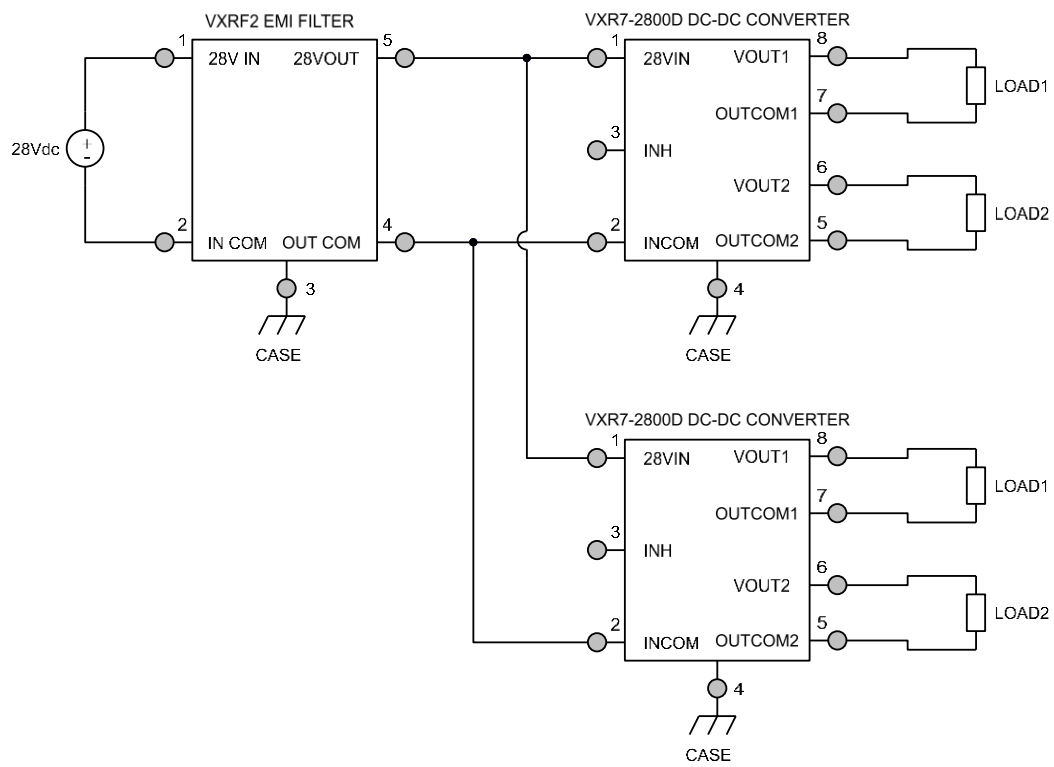 VXRF2 EMI FILTER
1
28V IN
28VOUT
5
28Vdc
+
-
2
IN COM
OUT COM
4
3
CASE
VXR7-2800D DC-DC CONVERTER
1
28VIN
3
INH
2
INCOM
VOUT1
8
OUTCOM1
7
VOUT2
6
OUTCOM2
5
LOAD1
LOAD2
4
CASE
VXR7-2800D DC-DC CONVERTER
1
28VIN
3
INH
2
INCOM
VOUT1
8
OUTCOM1
7
VOUT2
6
OUTCOM2
5
LOAD1
LOAD2
4
CASE